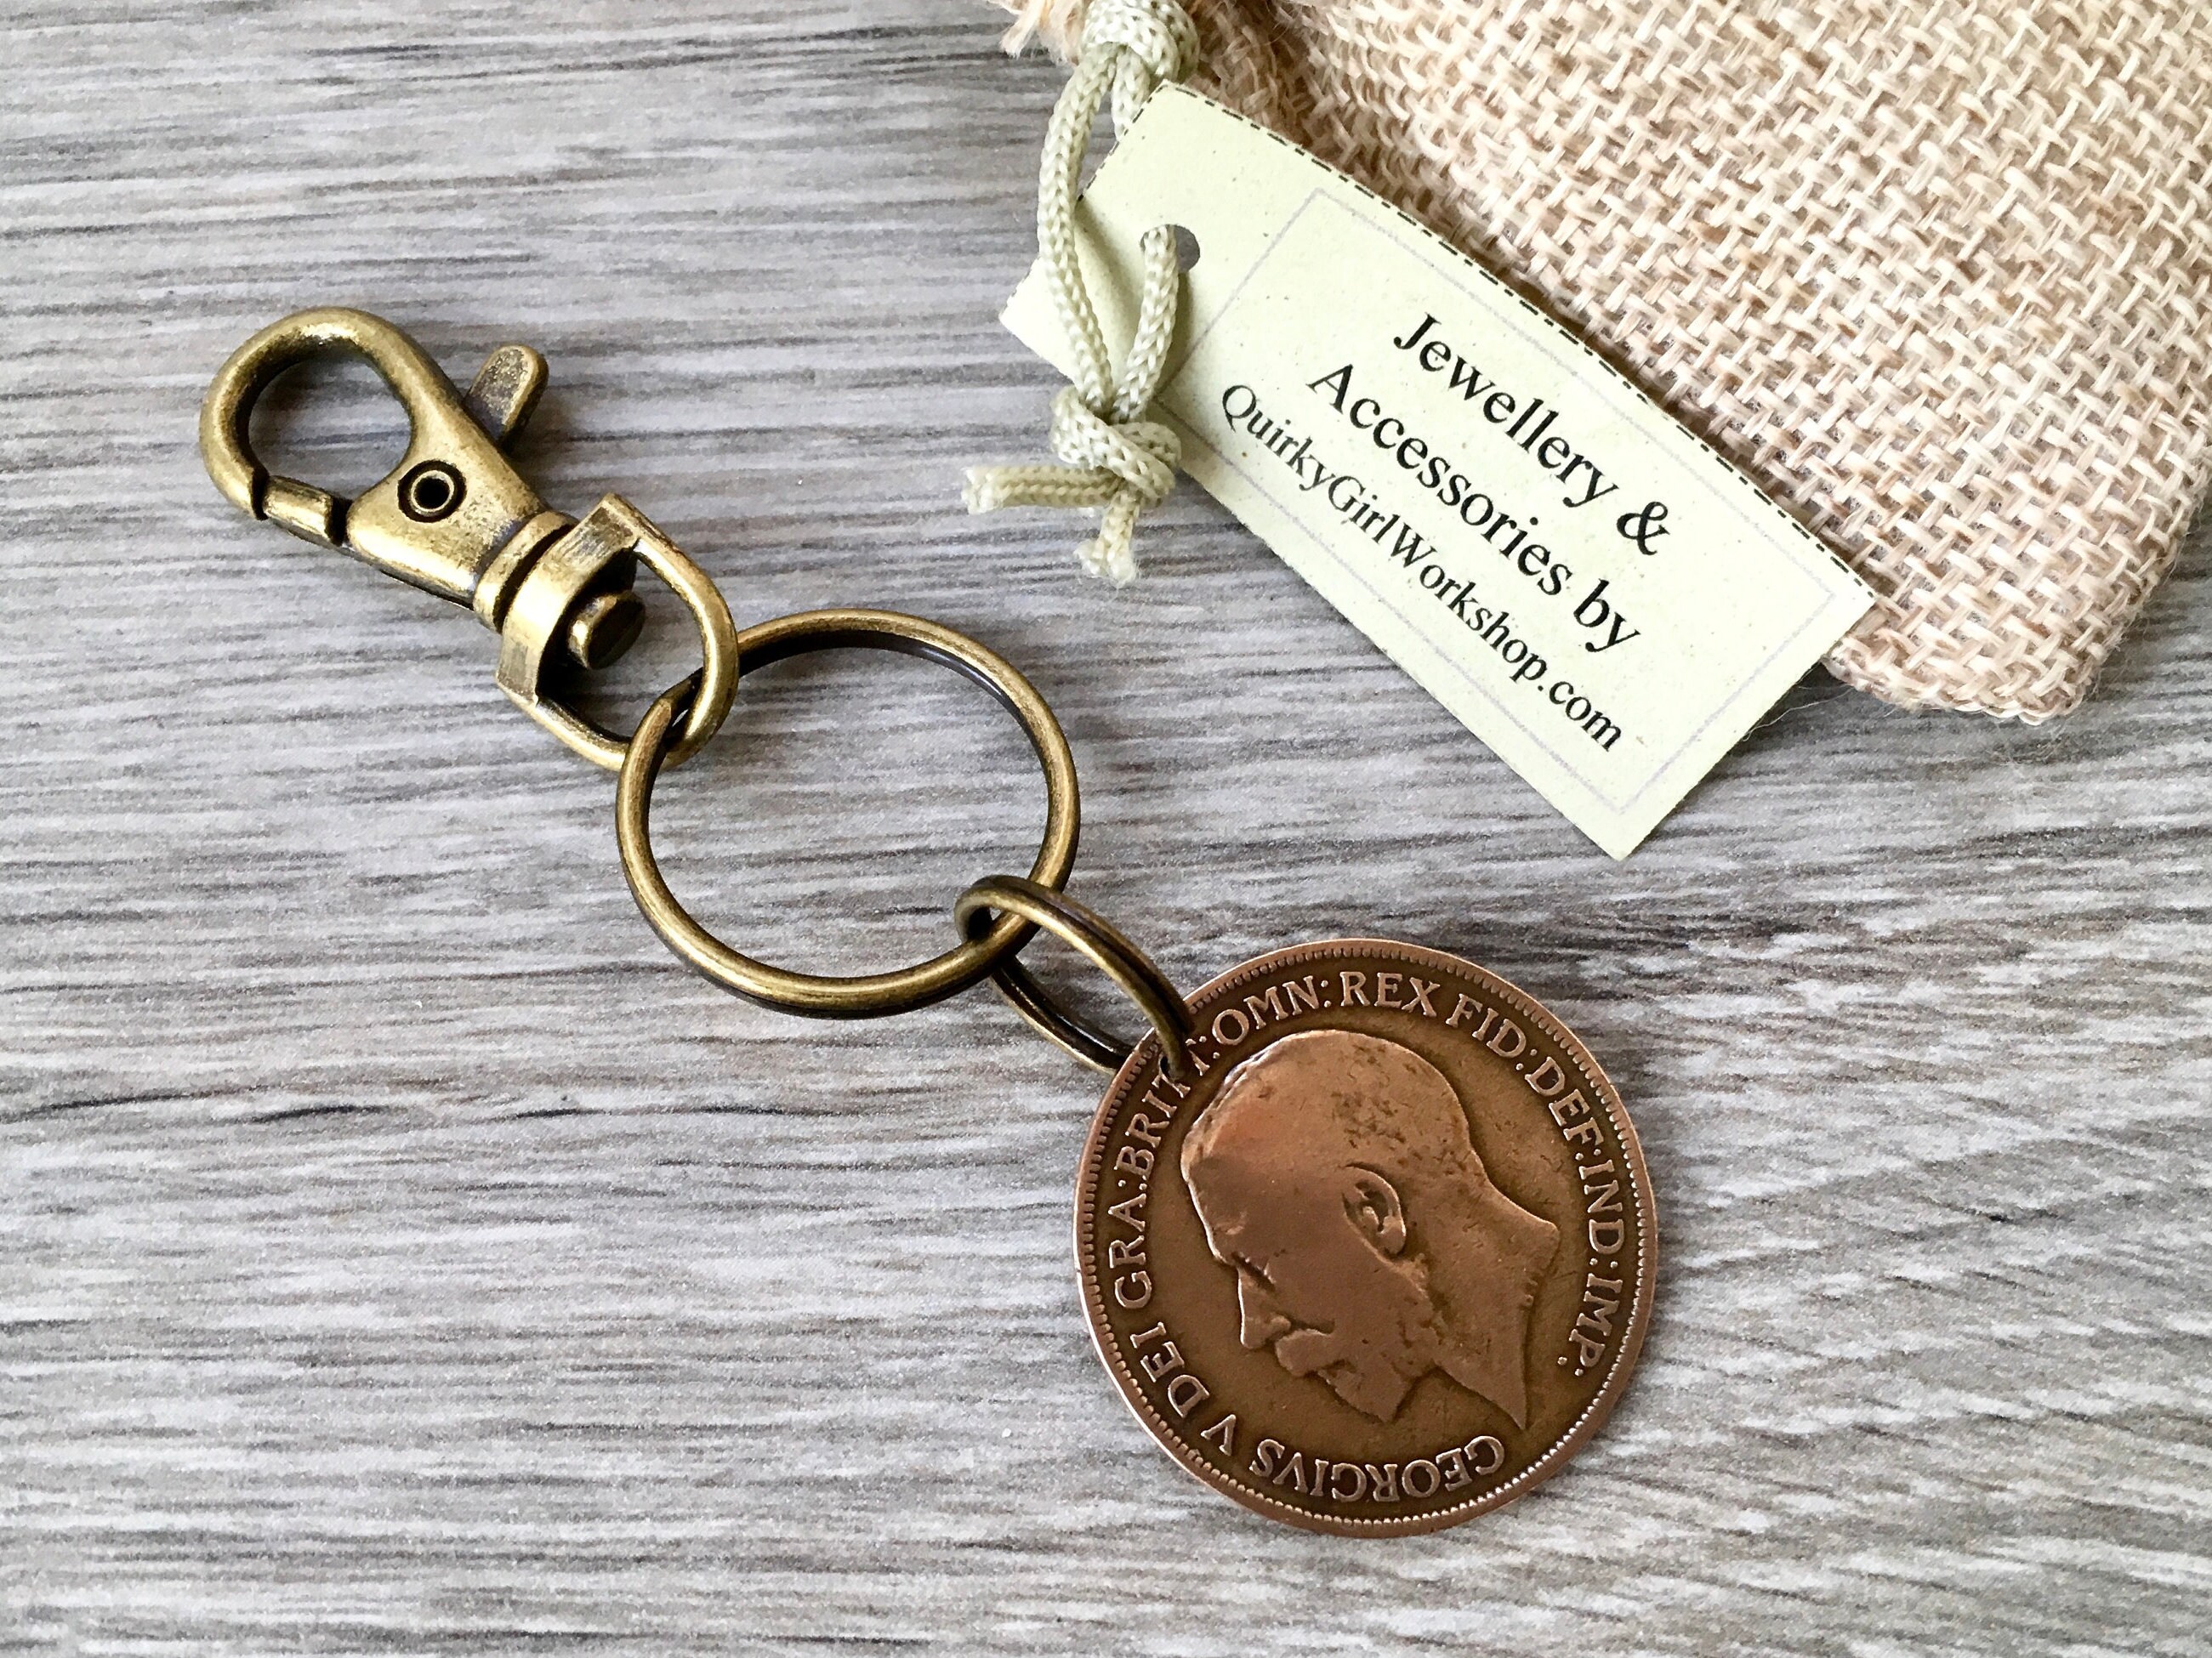 Jewellery &
Accessories by
QuirkyGirlWorkshop.com
GEORGIVS V DEI GRA:BRITT:OMN:REX FID:DEF:IND:IMP: